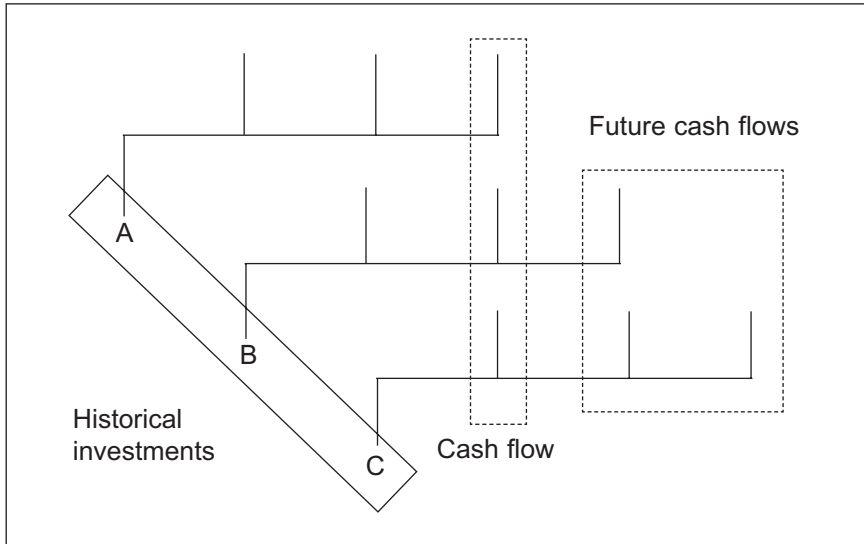 Future cash flows
A
B
Historical
investments
C
Cash flow